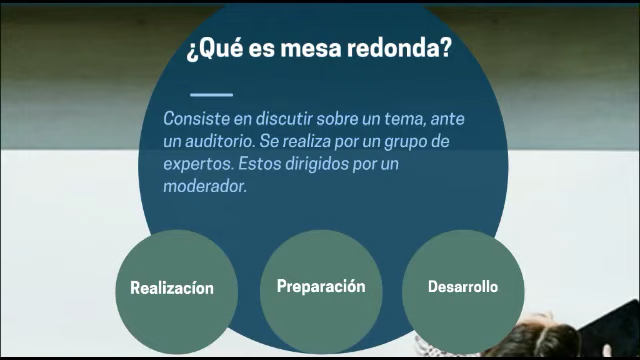 ¿Qué es mesa redonda?
Consiste en discutir sobre un tema, ante
un auditorio. Se realiza por un grupo de
expertos. Estos dirigidos por un
moderador.
Realizacíon
Preparación
Desarrollo